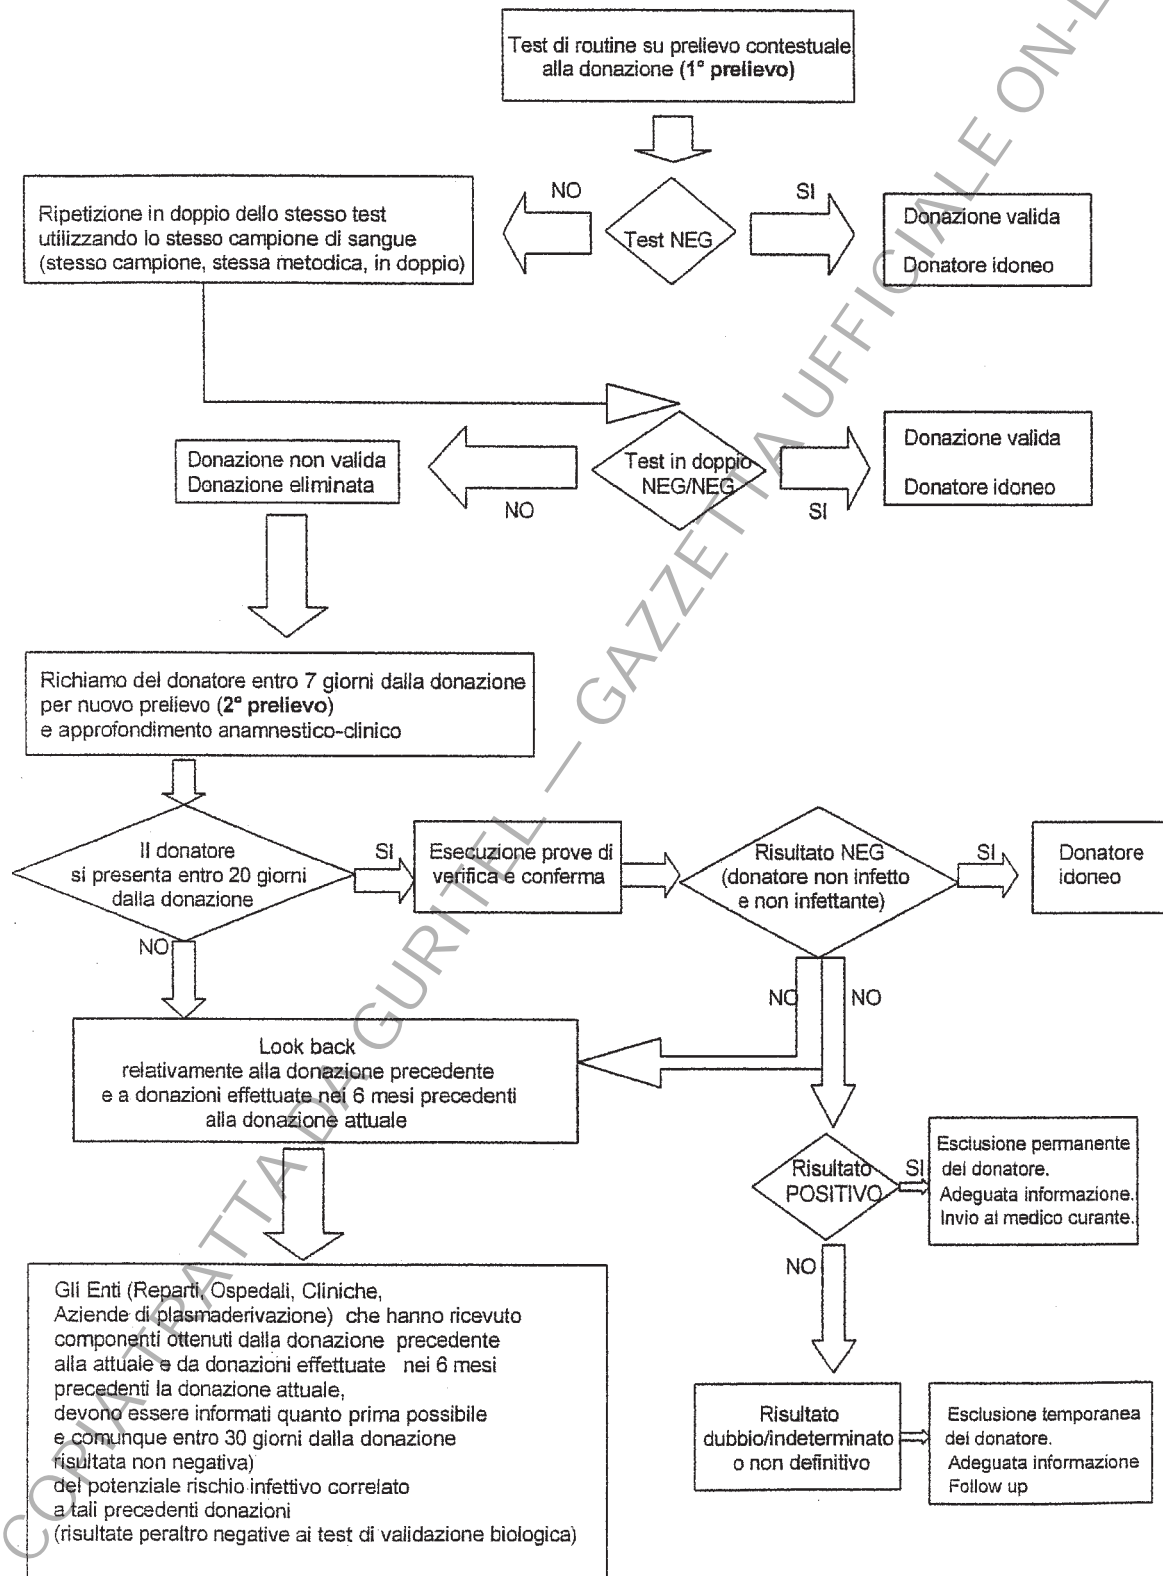 Test di routine su prelievo contestuale
alla donazione (1° prelievo)
NO
SI
Test NEG
Ripetizione in doppio dello stesso test
utilizzando lo stesso campione di sangue
(stesso campione, stessa metodica, in doppio)
Donazione valida
Donatore idoneo
Donazione non valida
Donazione eliminata
NO
Test in doppio
NEG/NEG
SI
Donazione valida
Donatore idoneo
Richiamo del donatore entro 7 giorni dalla donazione
per nuovo prelievo (2° prelievo)
e approfondimento anamnestico-clinico
Il donatore
si presenta entro 20 giorni
dalla donazione
SI
Esecuzione prove di
verifica e conferma
Risultato NEG
(donatore non infetto
e non infettante)
SI
Donatore
idoneo
NO
NO
NO
Look back
relativamente alla donazione precedente
e a donazioni effettuate nei 6 mesi precedenti
alla donazione attuale
Risultato
POSITIVO
SI
Esclusione permanente
del donatore.
Adeguata informazione.
Invio al medico curante.
NO
Gli Enti (Reparti, Ospedali, Cliniche,
Aziende di plasmaderivazione) che hanno ricevuto
componenti ottenuti dalla donazione precedente
alla attuale e da donazioni effettuate nei 6 mesi
precedenti la donazione attuale,
devono essere informati quanto prima possibile
e comunque entro 30 giorni dalla donazione
risultata non negativa)
del potenziale rischio infettivo correlato
a tali precedenti donazioni
(risultate peraltro negative ai test di validazione biologica)
Risultato
dubbio/indeterminato
o non definitivo
Esclusione temporanea
del donatore.
Adeguata informazione
Follow up
COPIA TRATTA DA GURITEL — GAZZETTA UFFICIALE ON-L